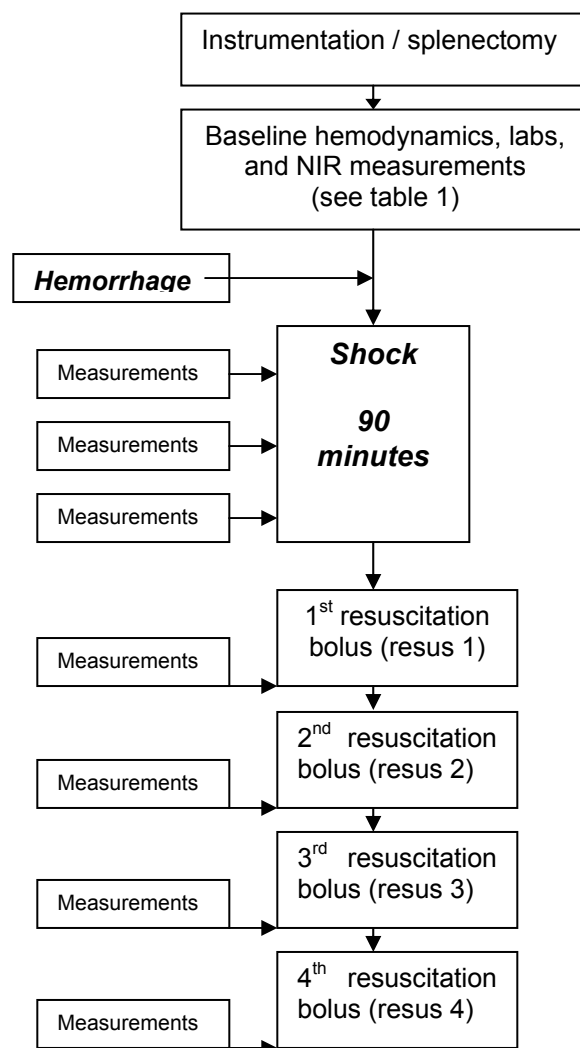 Instrumentation / splenectomy
Baseline hemodynamics, labs,
and NIR measurements
(see table 1)
Hemorrhage
Shock
90
minutes
Measurements
Measurements
Measurements
1st resuscitation
bolus (resus 1)
Measurements
2nd resuscitation
bolus (resus 2)
Measurements
3rd resuscitation
bolus (resus 3)
Measurements
4th resuscitation
bolus (resus 4)
Measurements